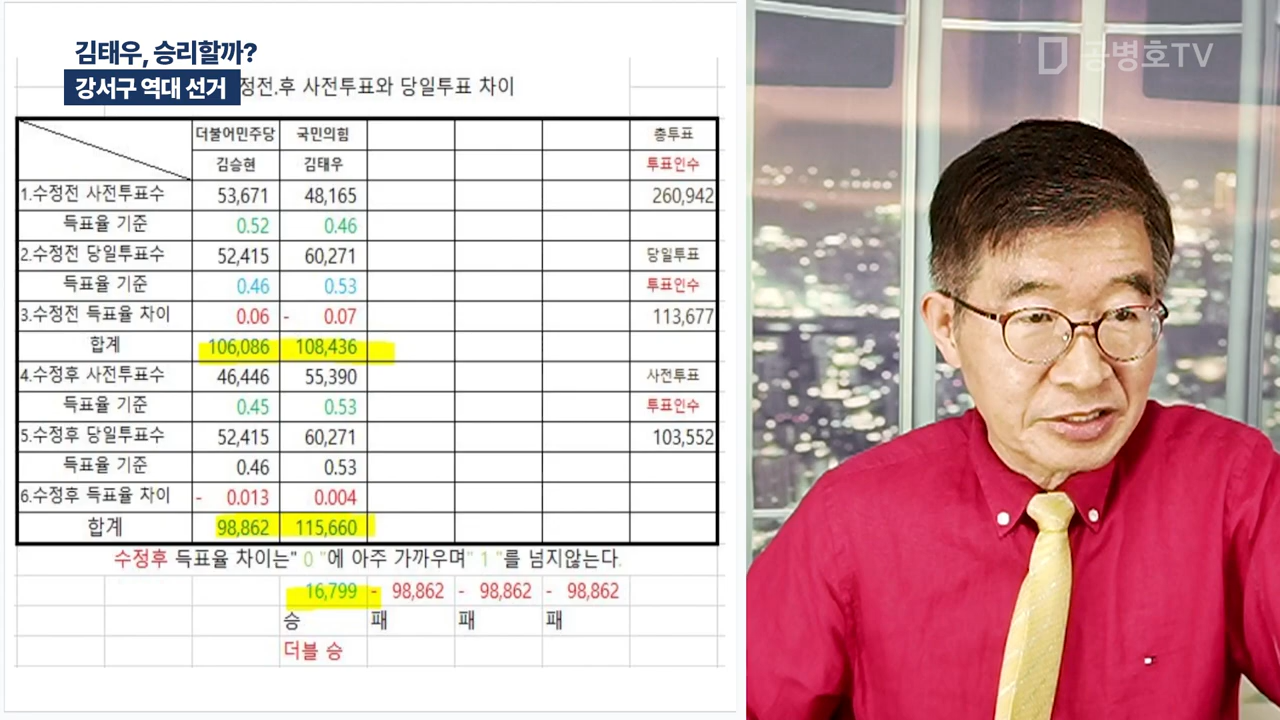 김태우, 승리할까?
강서구 역대 선거
정전.후 사전투표와 당일투표 차이
공병호TV
더불어민주당 국민의힘 총투표
김승현 김태우 투표인수
1.수정전 사전투표수 53,671 48,165 260,942
득표율 기준 0.52 0.46
2.수정전 당일투표수 52,415 60,271 당일투표
득표율 기준 0.46 0.53 투표인수
3.수정전 득표율 차이 0.06 - 0.07 113,677
합계 106,086 108,436
4.수정후 사전투표수 46,446 55,390 사전투표
득표율 기준 0.45 0.53 투표인수
5.수정후 당일투표수 52,415 60,271 103,552
득표율 기준 0.46 0.53
6.수정후 득표율 차이 - 0.013 0.004
합계 98,862 115,660
수정후 득표율 차이는" 0 "에 아주 가까우며" 1 "를 넘지않는다.
16,799 - 98,862 - 98,862 - 98,862
승 패 패 패
더블 승